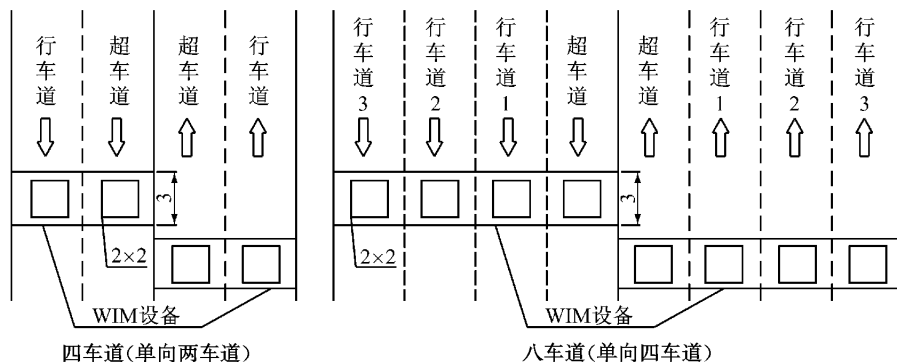 行车道
超车道
超车道
行车道
行车道3
行车道2
行车道1
超车道
超车道
行车道1
行车道2
行车道3
3
3
2×2
2×2
WIM设备
WIM设备
四车道(单向两车道)
八车道(单向四车道)